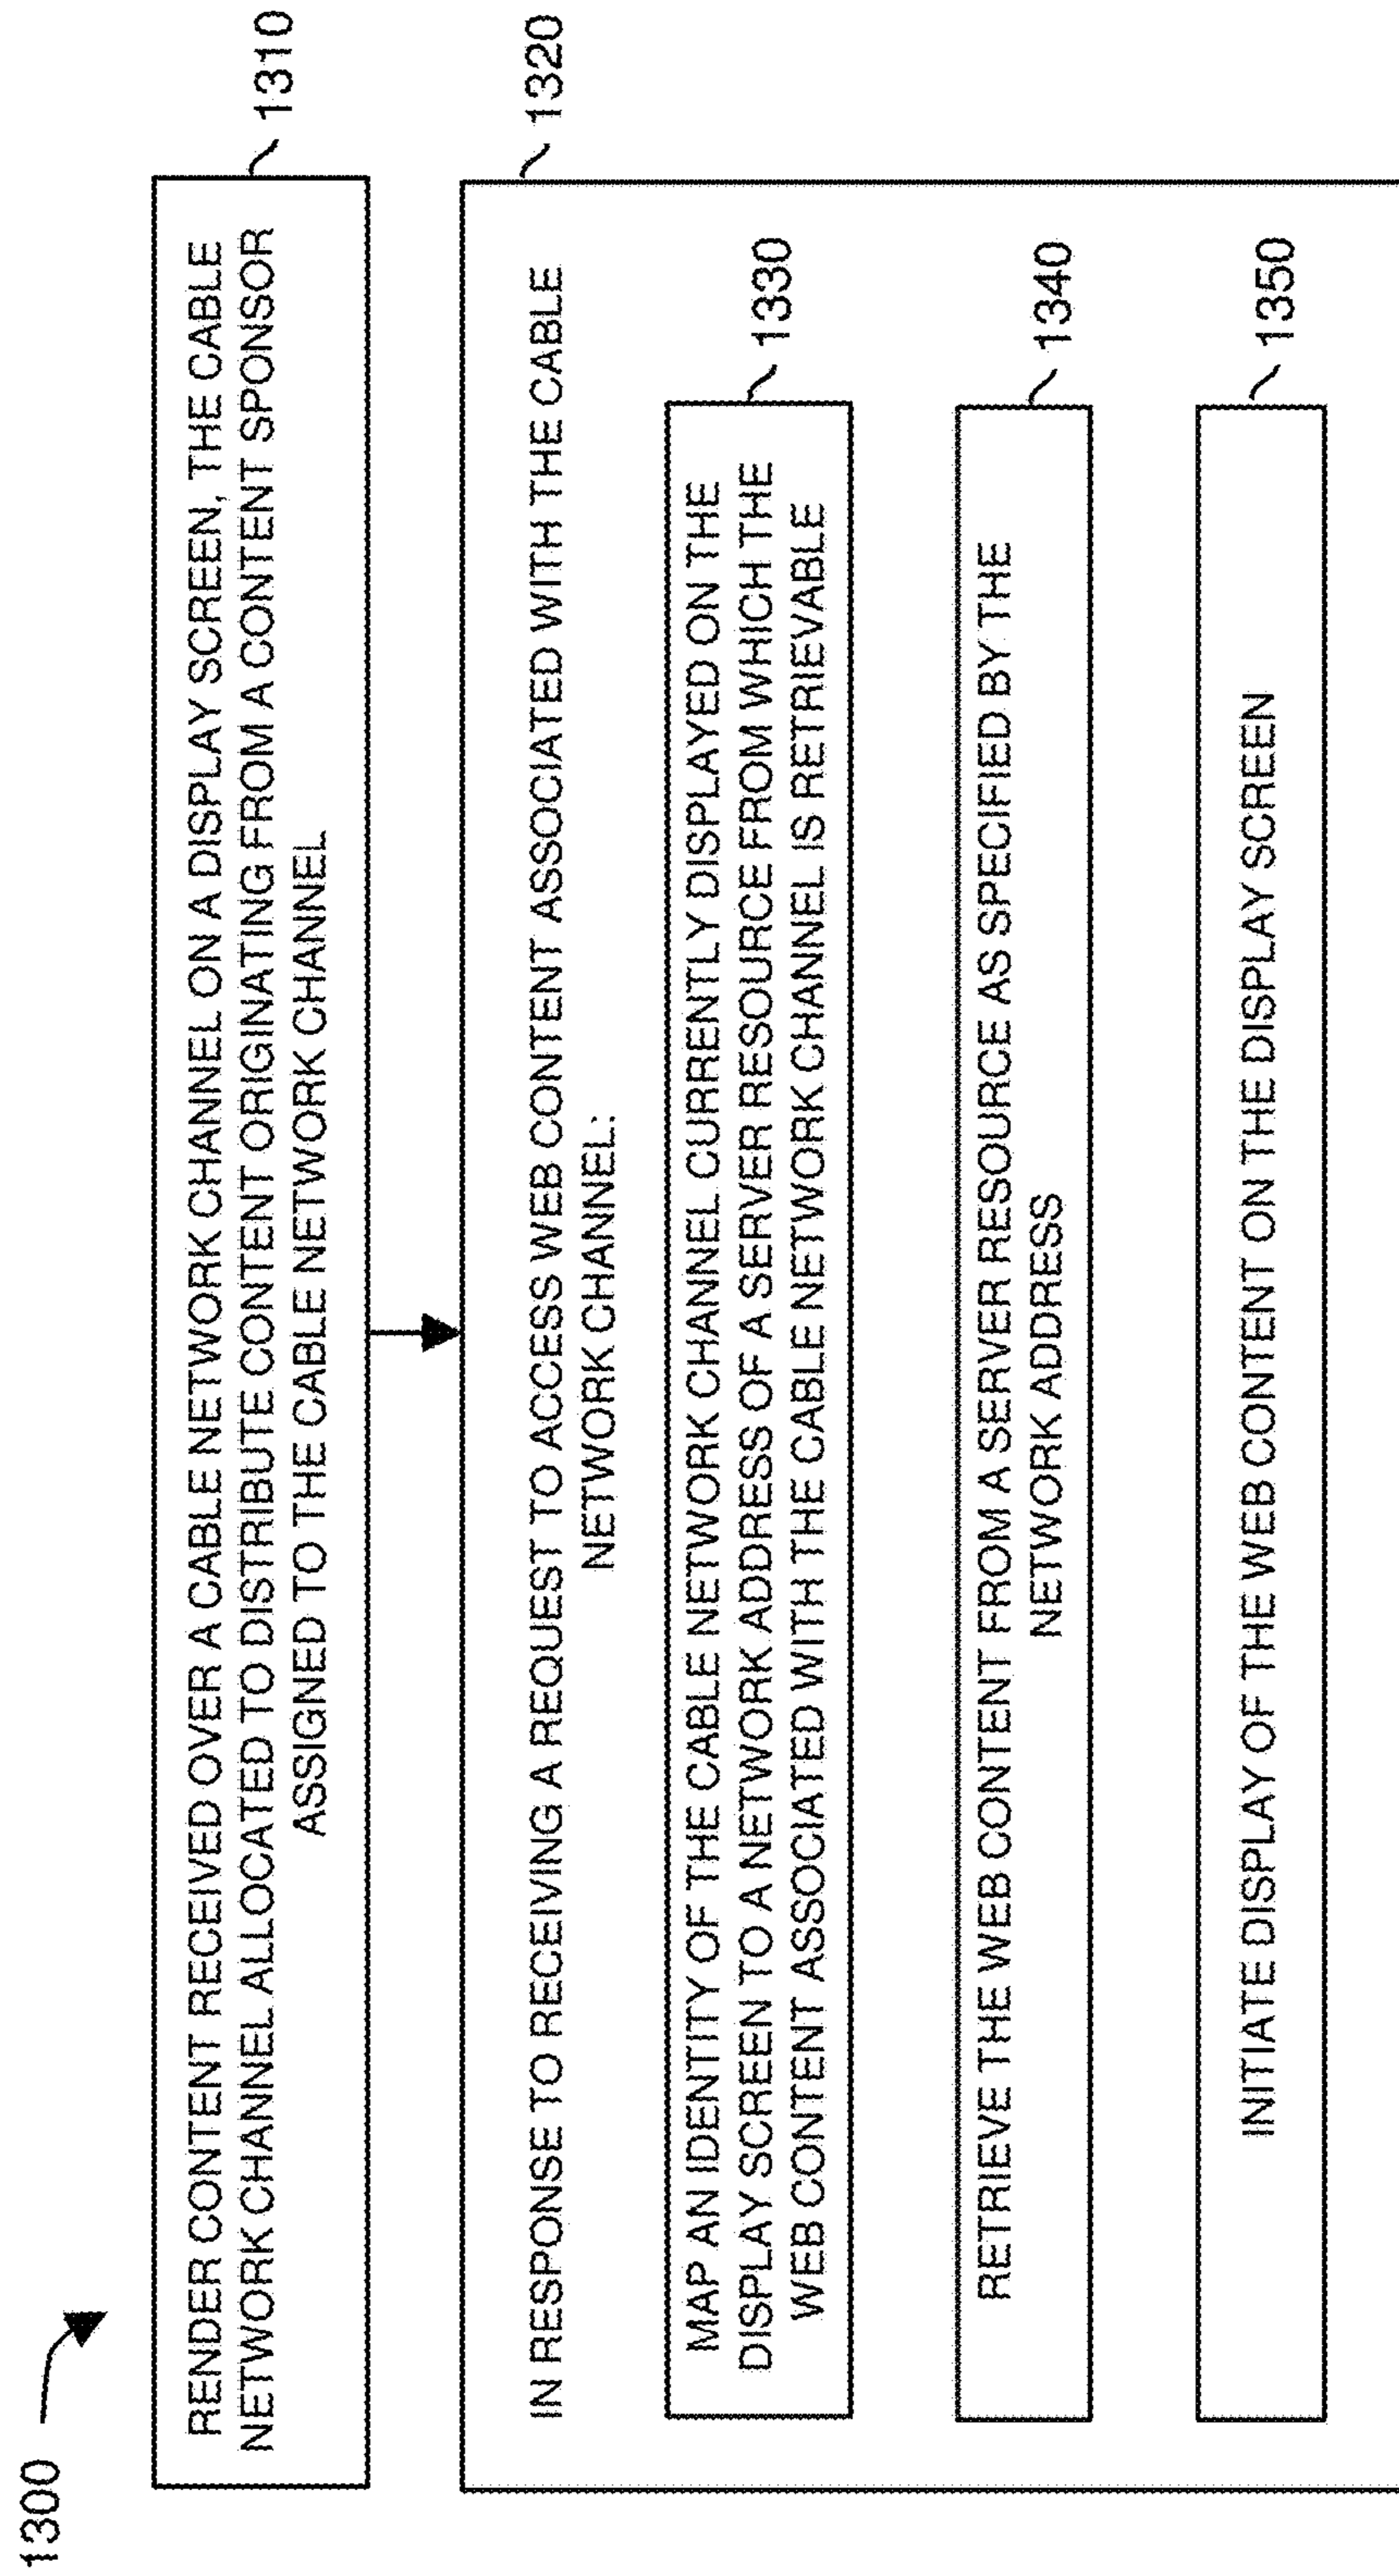 1300
RENDER CONTENT RECEIVED OVER A CABLE NETWORK CHANNEL ON A DISPLAY SCREEN, THE CABLE
NETWORK CHANNEL ALLOCATED TO DISTRIBUTE CONTENT ORIGINATING FROM A CONTENT SPONSOR
ASSIGNED TO THE CABLE NETWORK CHANNEL
1310
IN RESPONSE TO RECEIVING A REQUEST TO ACCESS WEB CONTENT ASSOCIATED WITH THE CABLE
NETWORK CHANNEL:
1320
MAP AN IDENTITY OF THE CABLE NETWORK CHANNEL CURRENTLY DISPLAYED ON THE
DISPLAY SCREEN TO A NETWORK ADDRESS OF A SERVER RESOURCE FROM WHICH THE
WEB CONTENT ASSOCIATED WITH THE CABLE NETWORK CHANNEL IS RETRIEVABLE
1330
RETRIEVE THE WEB CONTENT FROM A SERVER RESOURCE AS SPECIFIED BY THE
NETWORK ADDRESS
1340
INITIATE DISPLAY OF THE WEB CONTENT ON THE DISPLAY SCREEN
1350